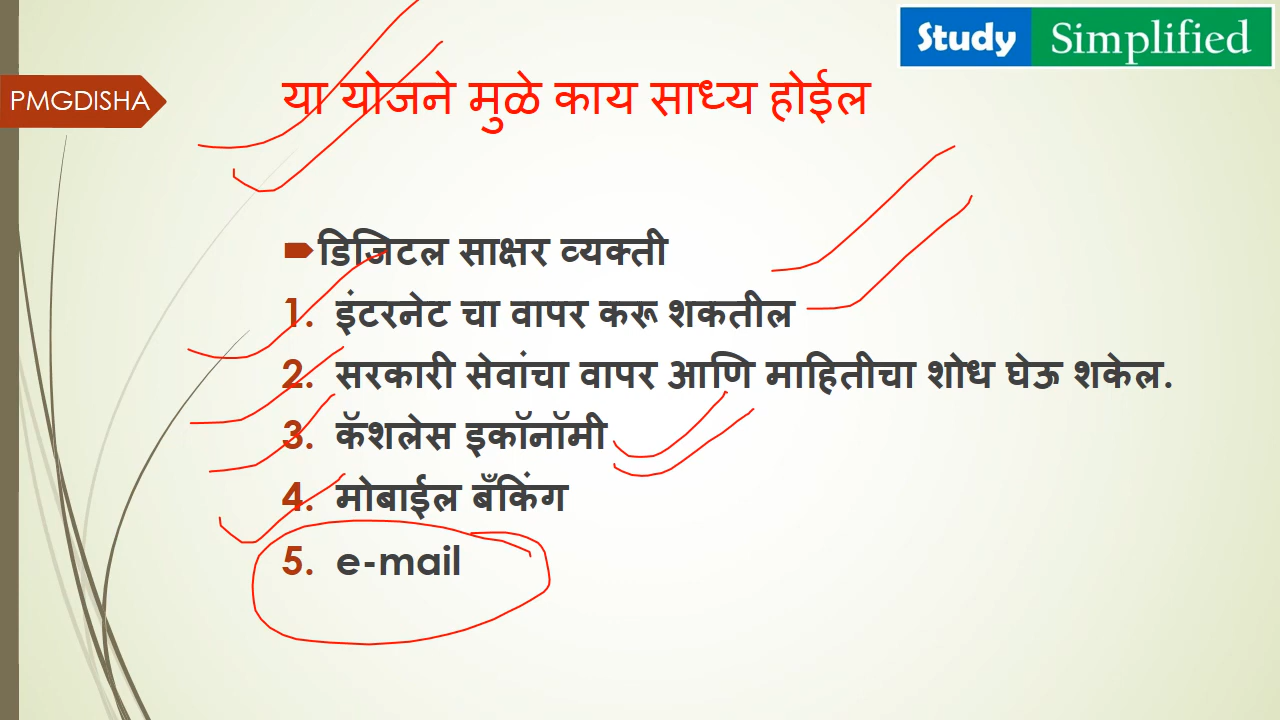 Study Simplified
PMGDISHA
या योजने मुळे काय साध्य होईल
डिजिटल साक्षर व्यक्ती
1. इंटरनेट चा वापर करू शकतील
2. सरकारी सेवांचा वापर आणि माहितीचा शोध घेऊ शकेल.
3. कॅशलेस इकॉनॉमी
4. मोबाईल बँकिंग
5. e-mail